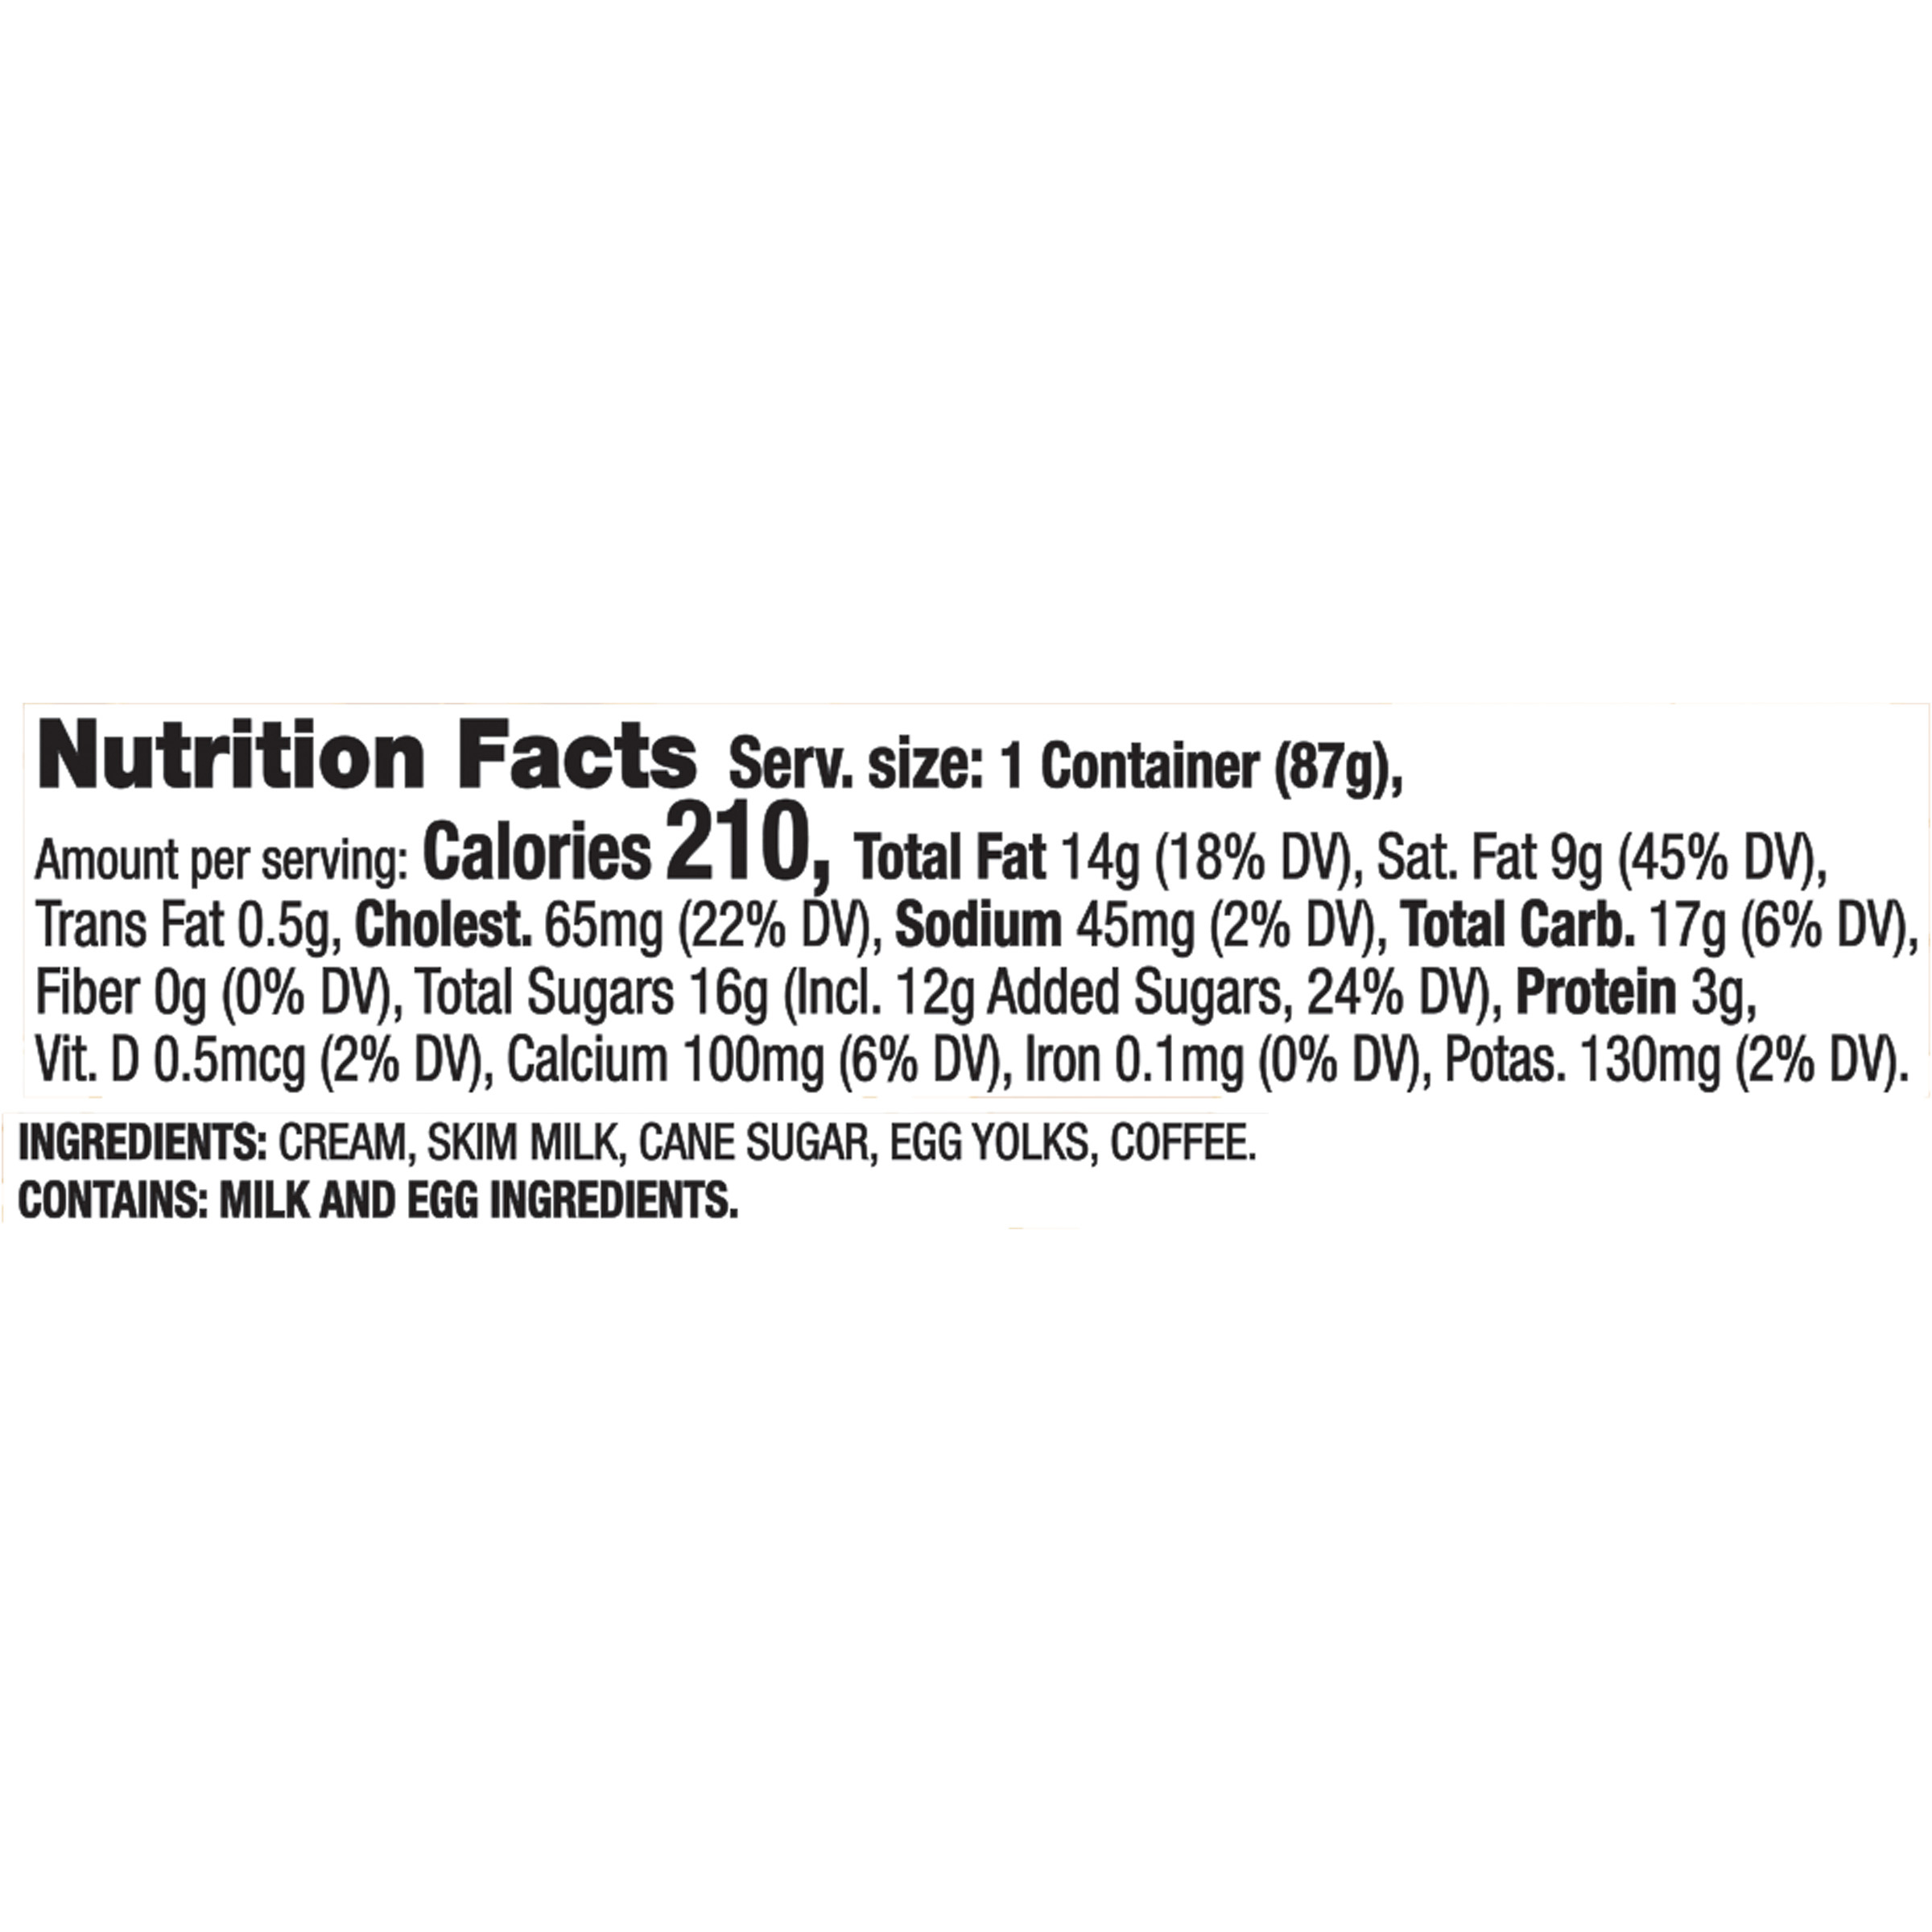 Nutrition Facts Serv. size: 1 Container (87g),
Amount per serving: Calories 210, Total Fat 14g (18% DV), Sat. Fat 9g (45% DV),
Trans Fat 0.5g, Cholest. 65mg (22% DV), Sodium 45mg (2% DV), Total Carb. 17g (6% DV),
Fiber 0g (0% DV), Total Sugars 16g (Incl. 12g Added Sugars, 24% DV), Protein 3g,
Vit. D 0.5mcg (2% DV), Calcium 100mg (6% DV), Iron 0.1mg (0% DV), Potas. 130mg (2% DV).
INGREDIENTS: CREAM, SKIM MILK, CANE SUGAR, EGG YOLKS, COFFEE.
CONTAINS: MILK AND EGG INGREDIENTS.